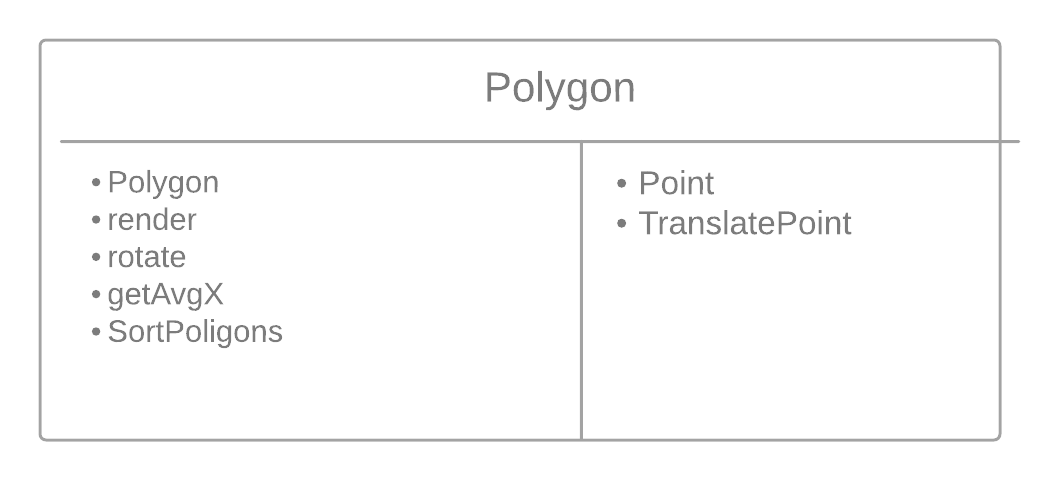 Polygon
• Polygon
• render
• rotate
• getAvgX
• SortPoligons
• Point
• TranslatePoint